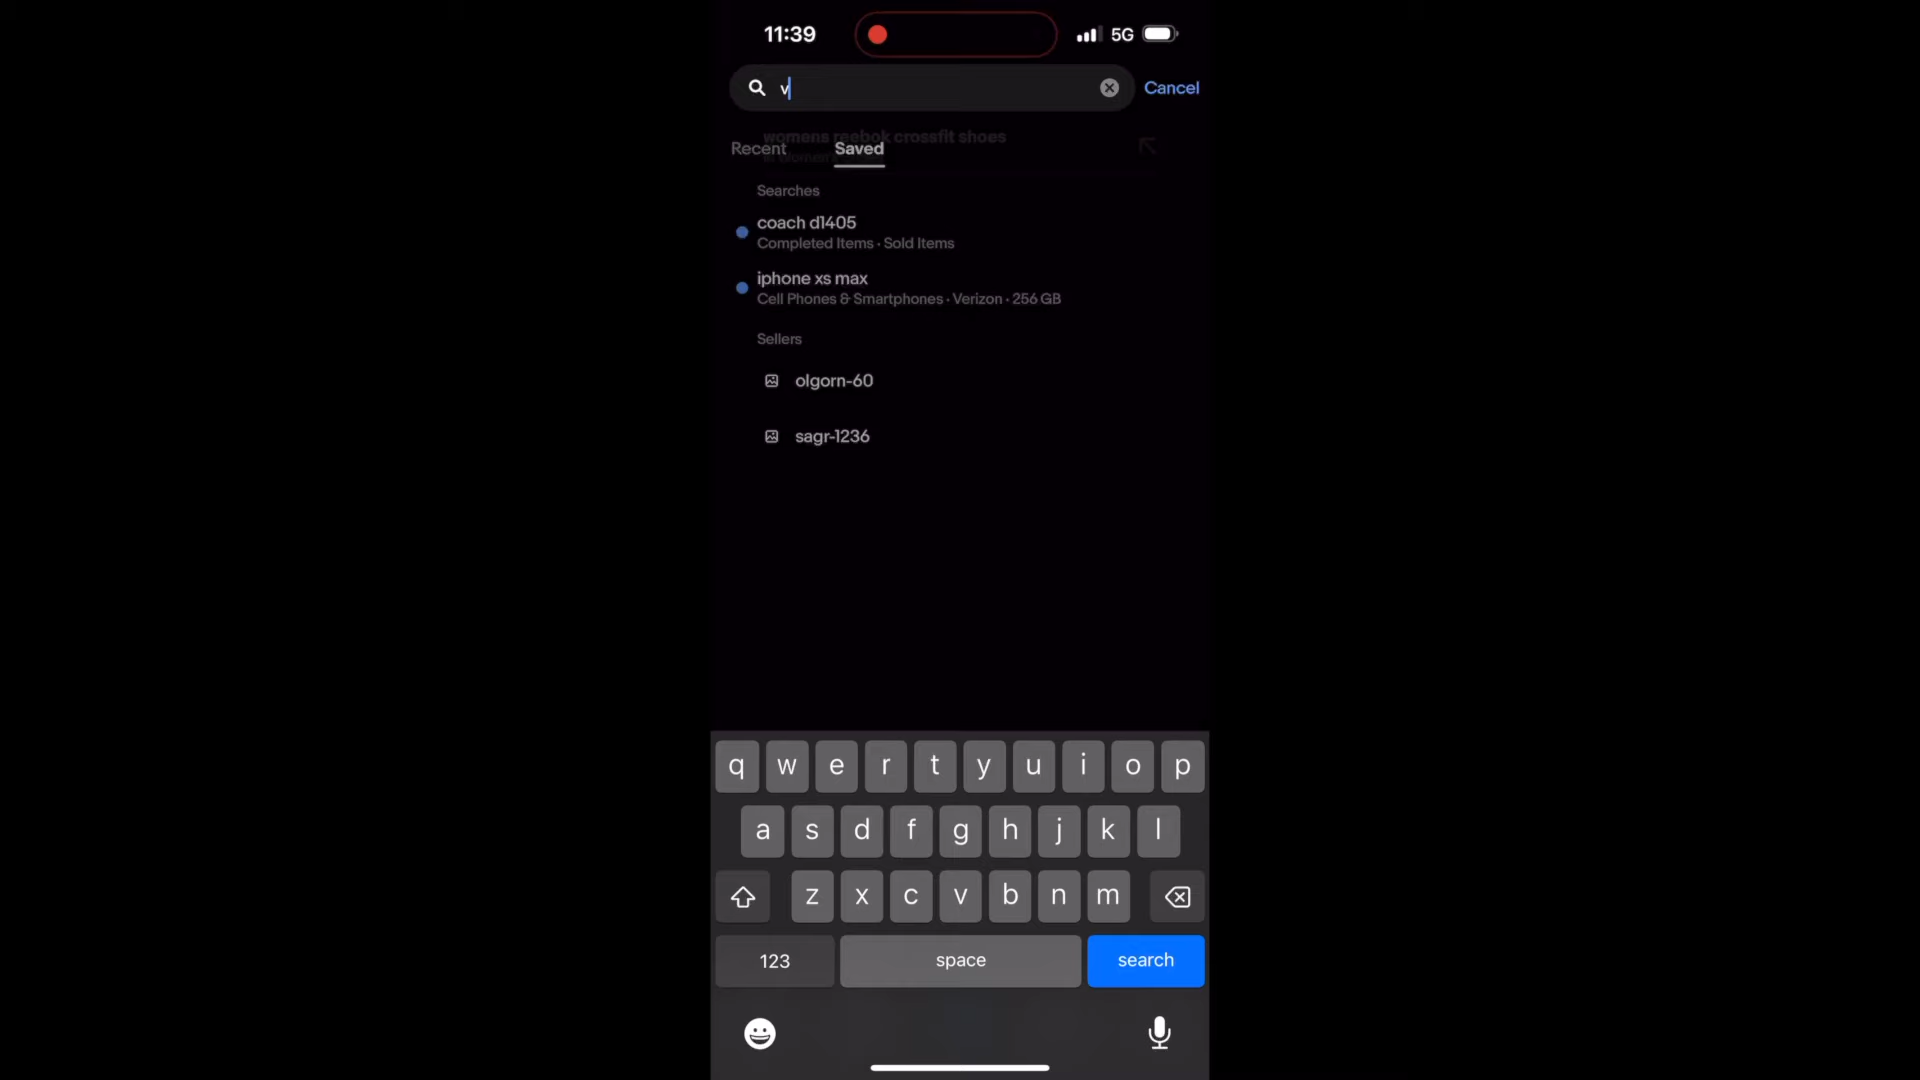 11:39
5G
v
Cancel
womens reebok crossfit shoes
Recent
Saved
Searches
coach d1405
Completed Items · Sold Items
iphone xs max
Cell Phones & Smartphones · Verizon · 256 GB
Sellers
olgorn-60
sagr-1236
q w e r t y u i o p
a s d f g h j k l
z x c v b n m
123
space
search